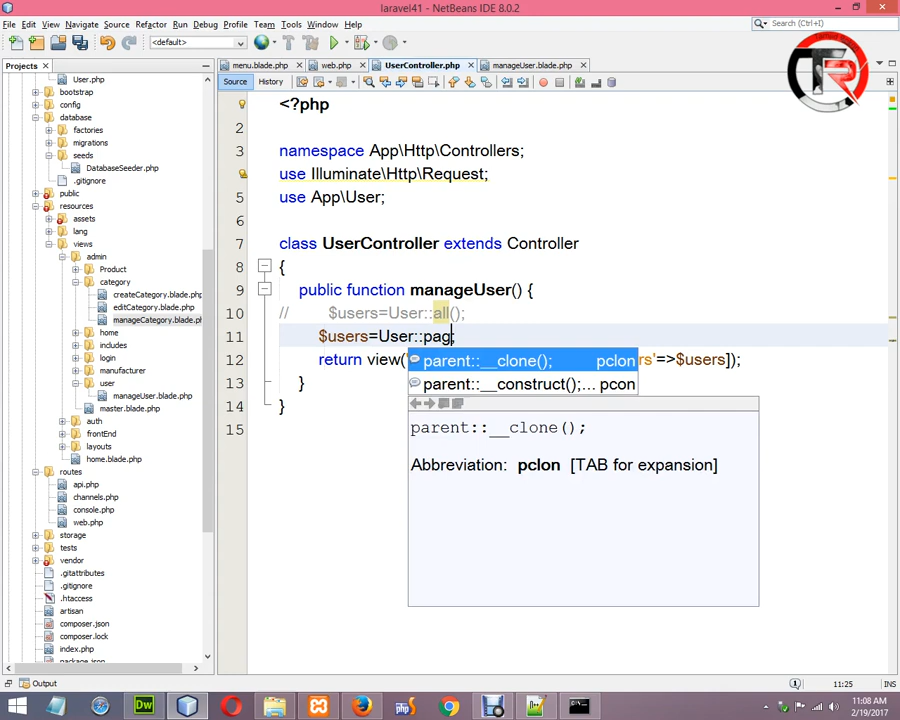 laravel41 - NetBeans IDE 8.0.2
File Edit View Navigate Source Refactor Run Debug Profile Team Tools Window Help
Search (Ctrl+I)
<default>
Projects
menu.blade.php web.php UserController.php manageUser.blade.php
Source History
User.php
bootstrap
config
database
factories
migrations
seeds
DatabaseSeeder.php
.gitignore
public
resources
assets
lang
views
admin
Product
category
createCategory.blade.php
editCategory.blade.php
manageCategory.blade.ph
home
includes
login
manufacturer
user
manageUser.blade.php
master.blade.php
auth
frontEnd
layouts
home.blade.php
routes
api.php
channels.php
console.php
web.php
storage
tests
vendor
.gitattributes
.gitignore
.htaccess
artisan
composer.json
composer.lock
index.php
package.json
<?php
2
3 namespace App\Http\Controllers;
use Illuminate\Http\Request;
5 use App\User;
6
7 class UserController extends Controller
8 {
9 public function manageUser() {
10 // $users=User::all();
11 $users=User::pag;
12 return view( rs'=>$users]);
13 }
14 }
15
parent::__clone(); pclon
parent::__construct();... pcon
parent::__clone();
Abbreviation: pclon [TAB for expansion]
Output
11:25 INS
Dw
php
11:08 AM
2/19/2017